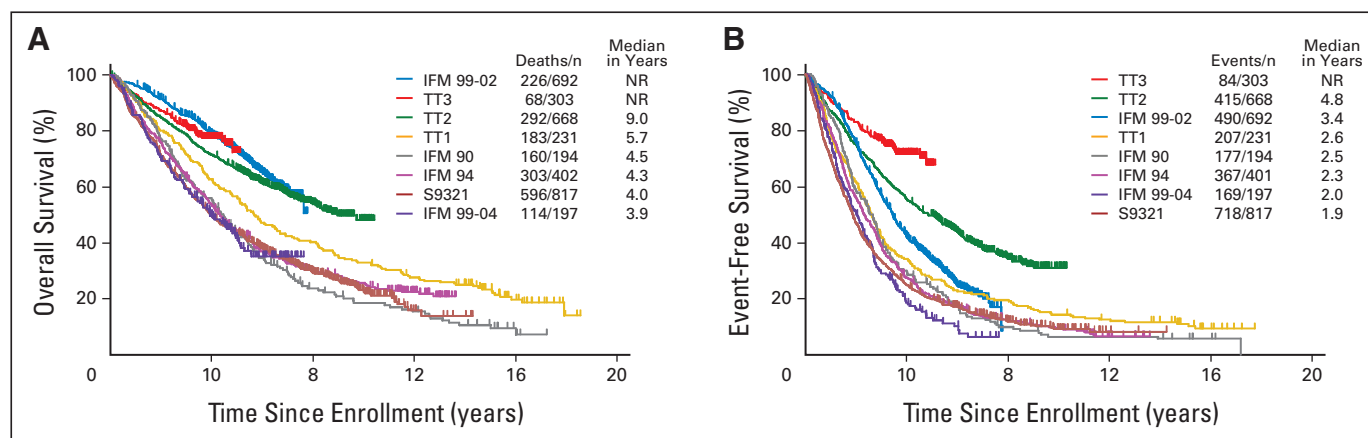 A
Deaths/n
Median
in Years
IFM 99-02 226/692 NR
TT3 68/303 NR
TT2 292/668 9.0
TT1 183/231 5.7
IFM 90 160/194 4.5
IFM 94 303/402 4.3
S9321 596/817 4.0
IFM 99-04 114/197 3.9
Overall Survival (%)
100
80
60
40
20
0 10 8 12 16 20
Time Since Enrollment (years)
B
Events/n
Median
in Years
TT3 84/303 NR
TT2 415/668 4.8
IFM 99-02 490/692 3.4
TT1 207/231 2.6
IFM 90 177/194 2.5
IFM 94 367/401 2.3
IFM 99-04 169/197 2.0
S9321 718/817 1.9
Event-Free Survival (%)
100
80
60
40
20
0 10 8 12 16 20
Time Since Enrollment (years)